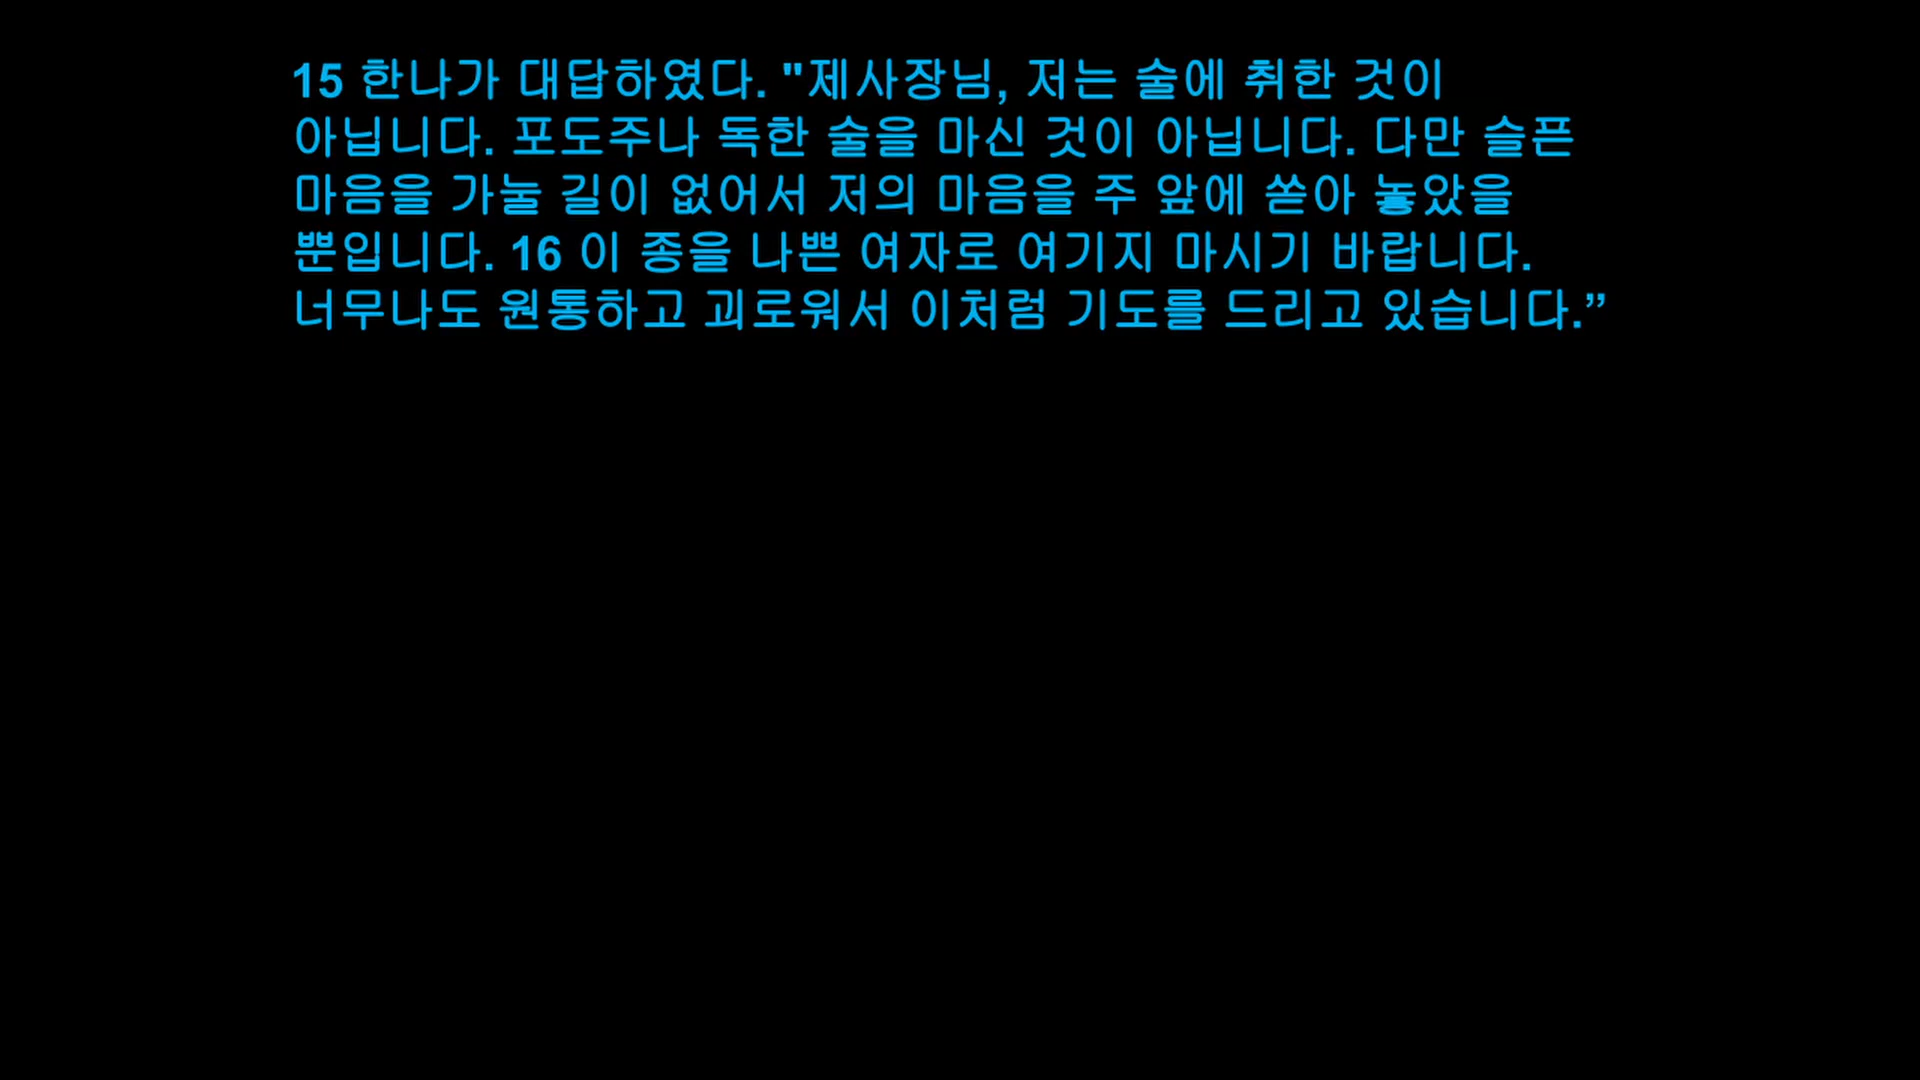 15 한나가 대답하였다. "제사장님, 저는 술에 취한 것이
아닙니다. 포도주나 독한 술을 마신 것이 아닙니다. 다만 슬픈
마음을 가눌 길이 없어서 저의 마음을 주 앞에 쏟아 놓았을
뿐입니다. 16 이 종을 나쁜 여자로 여기지 마시기 바랍니다.
너무나도 원통하고 괴로워서 이처럼 기도를 드리고 있습니다.”